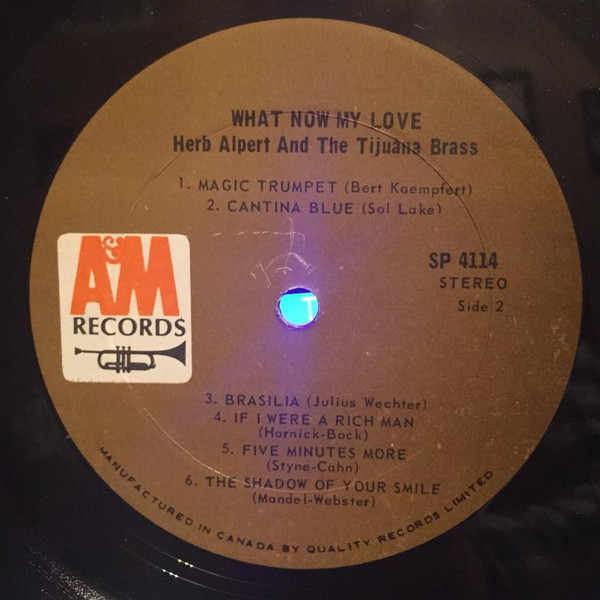 WHAT NOW MY LOVE
Herb Alpert And The Tijuana Brass
1. MAGIC TRUMPET (Bert Kaempfert)
2. CANTINA BLUE (Sol Lake)
A&M
RECORDS
SP 4114
STEREO
Side 2
T
3. BRASILIA (Julius Wechter)
4. IF I WERE A RICH MAN
(Harnick-Bock)
5. FIVE MINUTES MORE
(Styne-Cahn)
6. THE SHADOW OF YOUR SMILE
(Mandel-Webster)
MANUFACTURED IN CANADA BY QUALITY RECORDS LIMITED